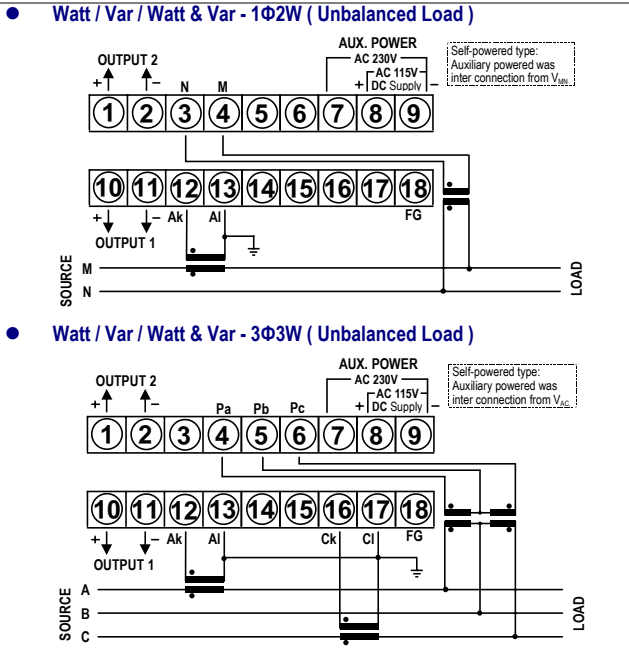 ● Watt / Var / Watt & Var - 1Φ2W ( Unbalanced Load )
AUX. POWER
OUTPUT 2
AC 230V
Self-powered type:
Auxiliary powered was
inter connection from VMN
AC 115V
+ – N M + DC Supply –
1 2 3 4 5 6 7 8 9
10 11 12 13 14 15 16 17 18
+ – Ak Al FG
OUTPUT 1
SOURCE
M
N
LOAD
● Watt / Var / Watt & Var - 3Φ3W ( Unbalanced Load )
AUX. POWER
OUTPUT 2
AC 230V
Self-powered type:
Auxiliary powered was
inter connection from VAC.
AC 115V
+ – Pa Pb Pc + DC Supply –
1 2 3 4 5 6 7 8 9
10 11 12 13 14 15 16 17 18
+ – Ak Al Ck Cl FG
OUTPUT 1
SOURCE
A
B
C
LOAD